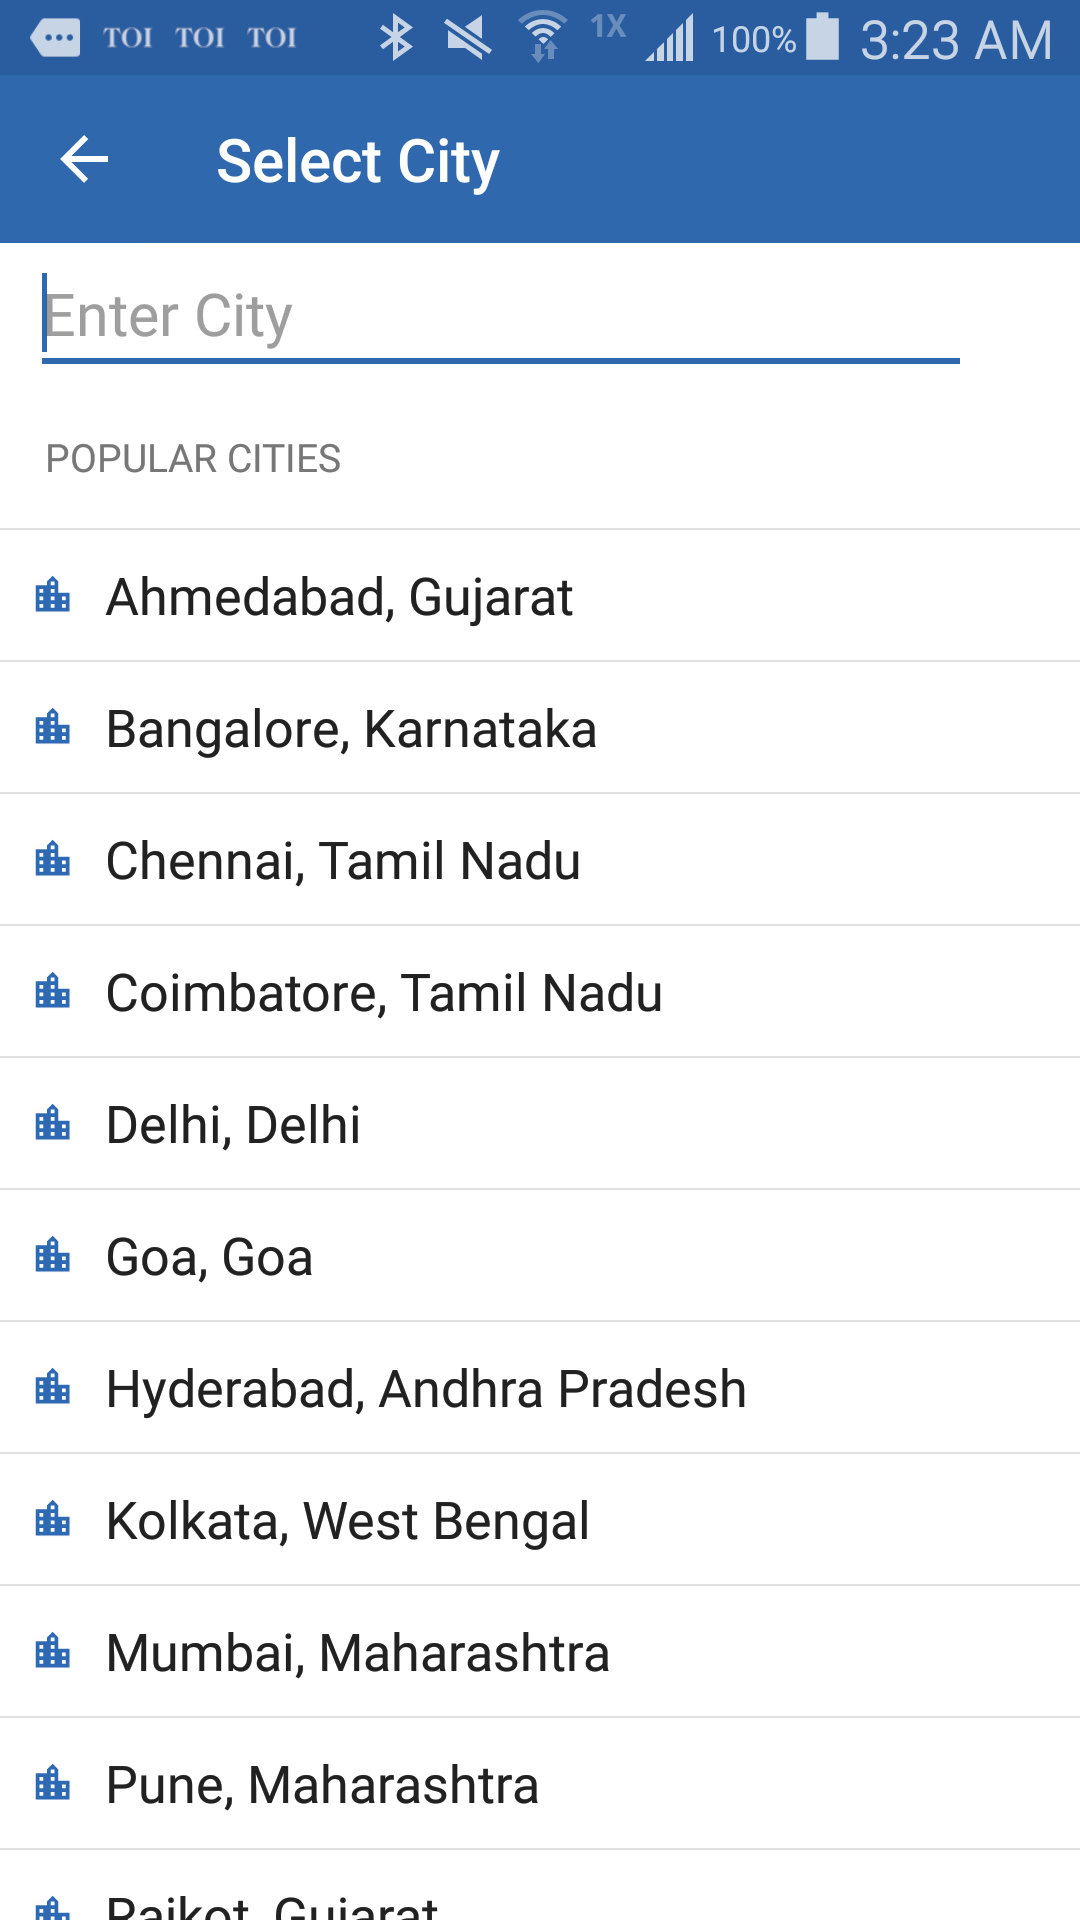 TOI TOI TOI 1X 100% 3:23 AM
Select City
Enter City
POPULAR CITIES
Ahmedabad, Gujarat
Bangalore, Karnataka
Chennai, Tamil Nadu
Coimbatore, Tamil Nadu
Delhi, Delhi
Goa, Goa
Hyderabad, Andhra Pradesh
Kolkata, West Bengal
Mumbai, Maharashtra
Pune, Maharashtra
Rajkot, Gujarat